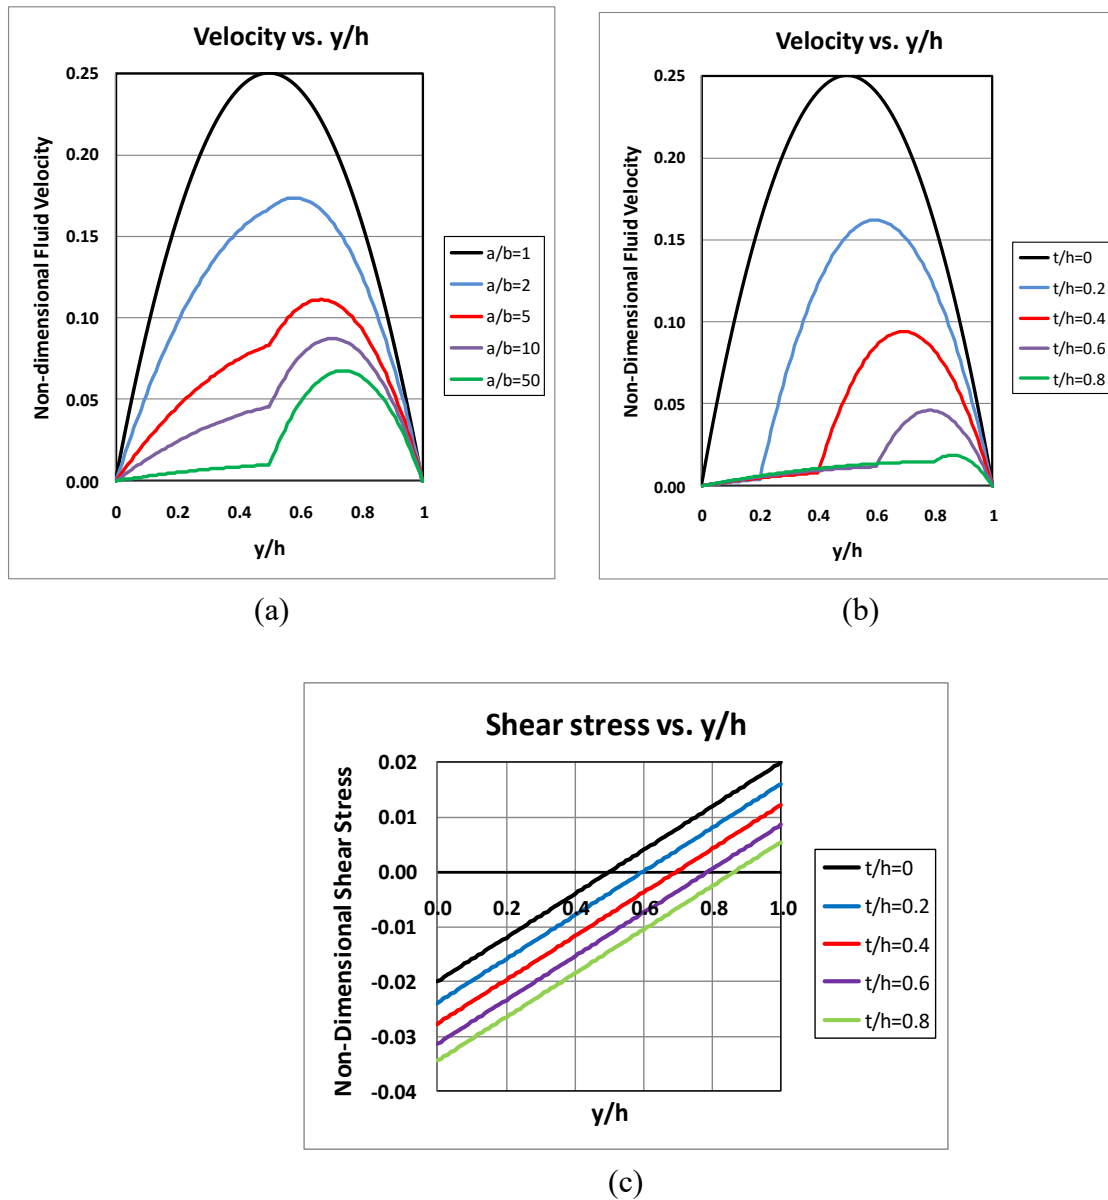 Velocity vs. y/h
Non-dimensional Fluid Velocity
0.25
0.20
0.15
0.10
0.05
0.00
0 0.2 0.4 0.6 0.8 1
y/h
a/b=1
a/b=2
a/b=5
a/b=10
a/b=50
(a)
Velocity vs. y/h
Non-Dimensional Fluid Velocity
0.25
0.20
0.15
0.10
0.05
0.00
0 0.2 0.4 0.6 0.8 1
y/h
t/h=0
t/h=0.2
t/h=0.4
t/h=0.6
t/h=0.8
(b)
Shear stress vs. y/h
Non-Dimensional Shear Stress
0.02
0.01
0.00
-0.01
-0.02
-0.03
-0.04
0.0 0.2 0.4 0.6 0.8 1.0
y/h
t/h=0
t/h=0.2
t/h=0.4
t/h=0.6
t/h=0.8
(c)